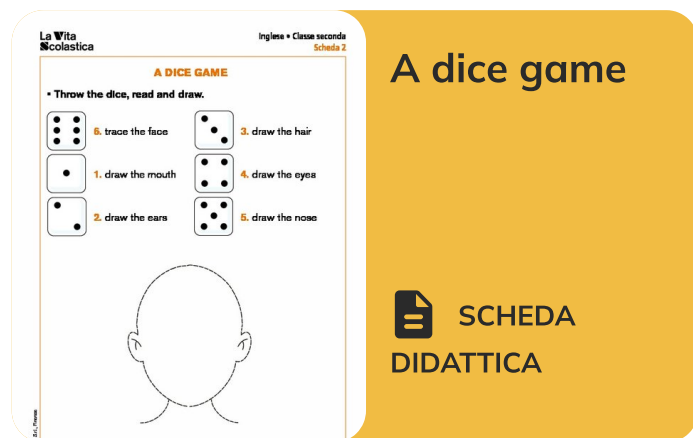 La Vita
Scolastica
Inglese • Classe seconda
Scheda 2
A DICE GAME
• Throw the dice, read and draw.
6. trace the face
3. draw the hair
1. draw the mouth
4. draw the eyes
2. draw the ears
5. draw the nose
A dice game
SCHEDA
DIDATTICA